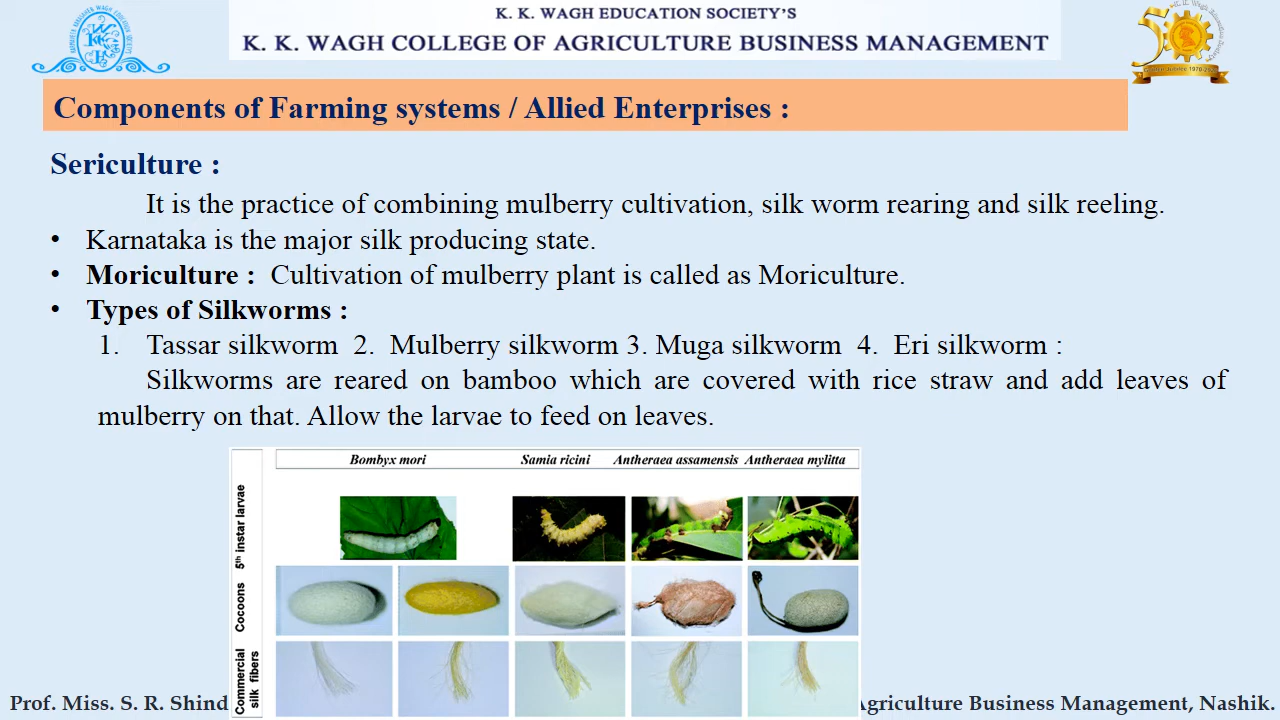 K. K. WAGH EDUCATION SOCIETY'S
K. K. WAGH COLLEGE OF AGRICULTURE BUSINESS MANAGEMENT
Components of Farming systems / Allied Enterprises :
Sericulture :
It is the practice of combining mulberry cultivation, silk worm rearing and silk reeling.
• Karnataka is the major silk producing state.
• Moriculture : Cultivation of mulberry plant is called as Moriculture.
• Types of Silkworms :
1. Tassar silkworm 2. Mulberry silkworm 3. Muga silkworm 4. Eri silkworm :
Silkworms are reared on bamboo which are covered with rice straw and add leaves of
mulberry on that. Allow the larvae to feed on leaves.
Bombyx mori Samia ricini Antheraea assamensis Antheraea mylitta
5th instar larvae
Cocoons
Commercial
silk fibers
Prof. Miss. S. R. Shind
Agriculture Business Management, Nashik.